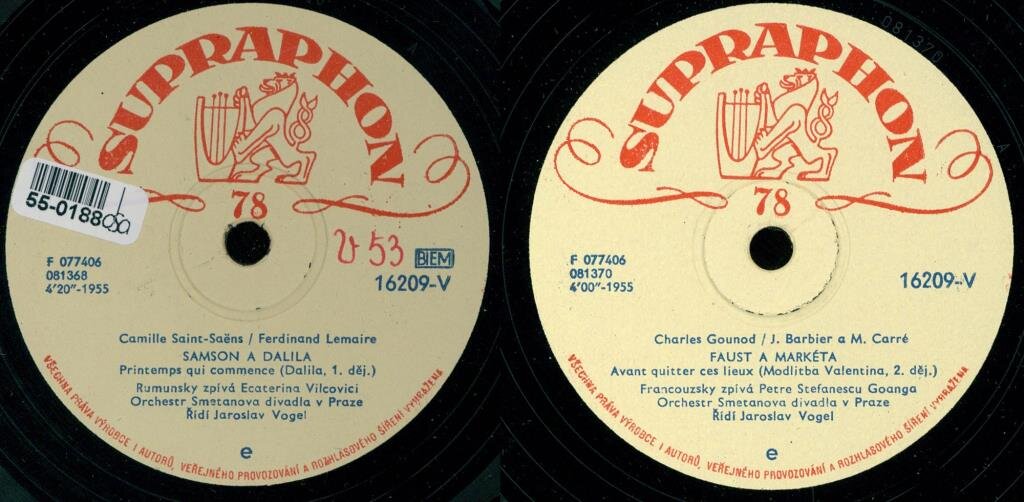 SUPRAPHON
78
55-0188
v 53 BIEM
F 077406
081368
4'20"-1955
16209-V
Camille Saint-Saëns / Ferdinand Lemaire
SAMSON A DALILA
Printemps qui commence (Dalila, 1. děj.)
Rumunsky zpívá Ecaterina Vilcovici
Orchestr Smetanova divadla v Praze
Řídí Jaroslav Vogel
e
VŠECHNA PRÁVA VÝROBCE I AUTORŮ, VEŘEJNÉHO PROVOZOVÁNÍ A ROZHLASOVÉHO ŠÍŘENÍ VYHRAŽENA
081370
A
SUPRAPHON
78
F 077406
081370
4'00"-1955
16209-V
Charles Gounod / J. Barbier a M. Carré
FAUST A MARKÉTA
Avant quitter ces lieux (Modlitba Valentina, 2. děj.)
Francouzsky zpívá Petre Stefanescu Goanga
Orchestr Smetanova divadla v Praze
Řídí Jaroslav Vogel
e
VŠECHNA PRÁVA VÝROBCE I AUTORŮ, VEŘEJNÉHO PROVOZOVÁNÍ A ROZHLASOVÉHO ŠÍŘENÍ VYHRAŽENA